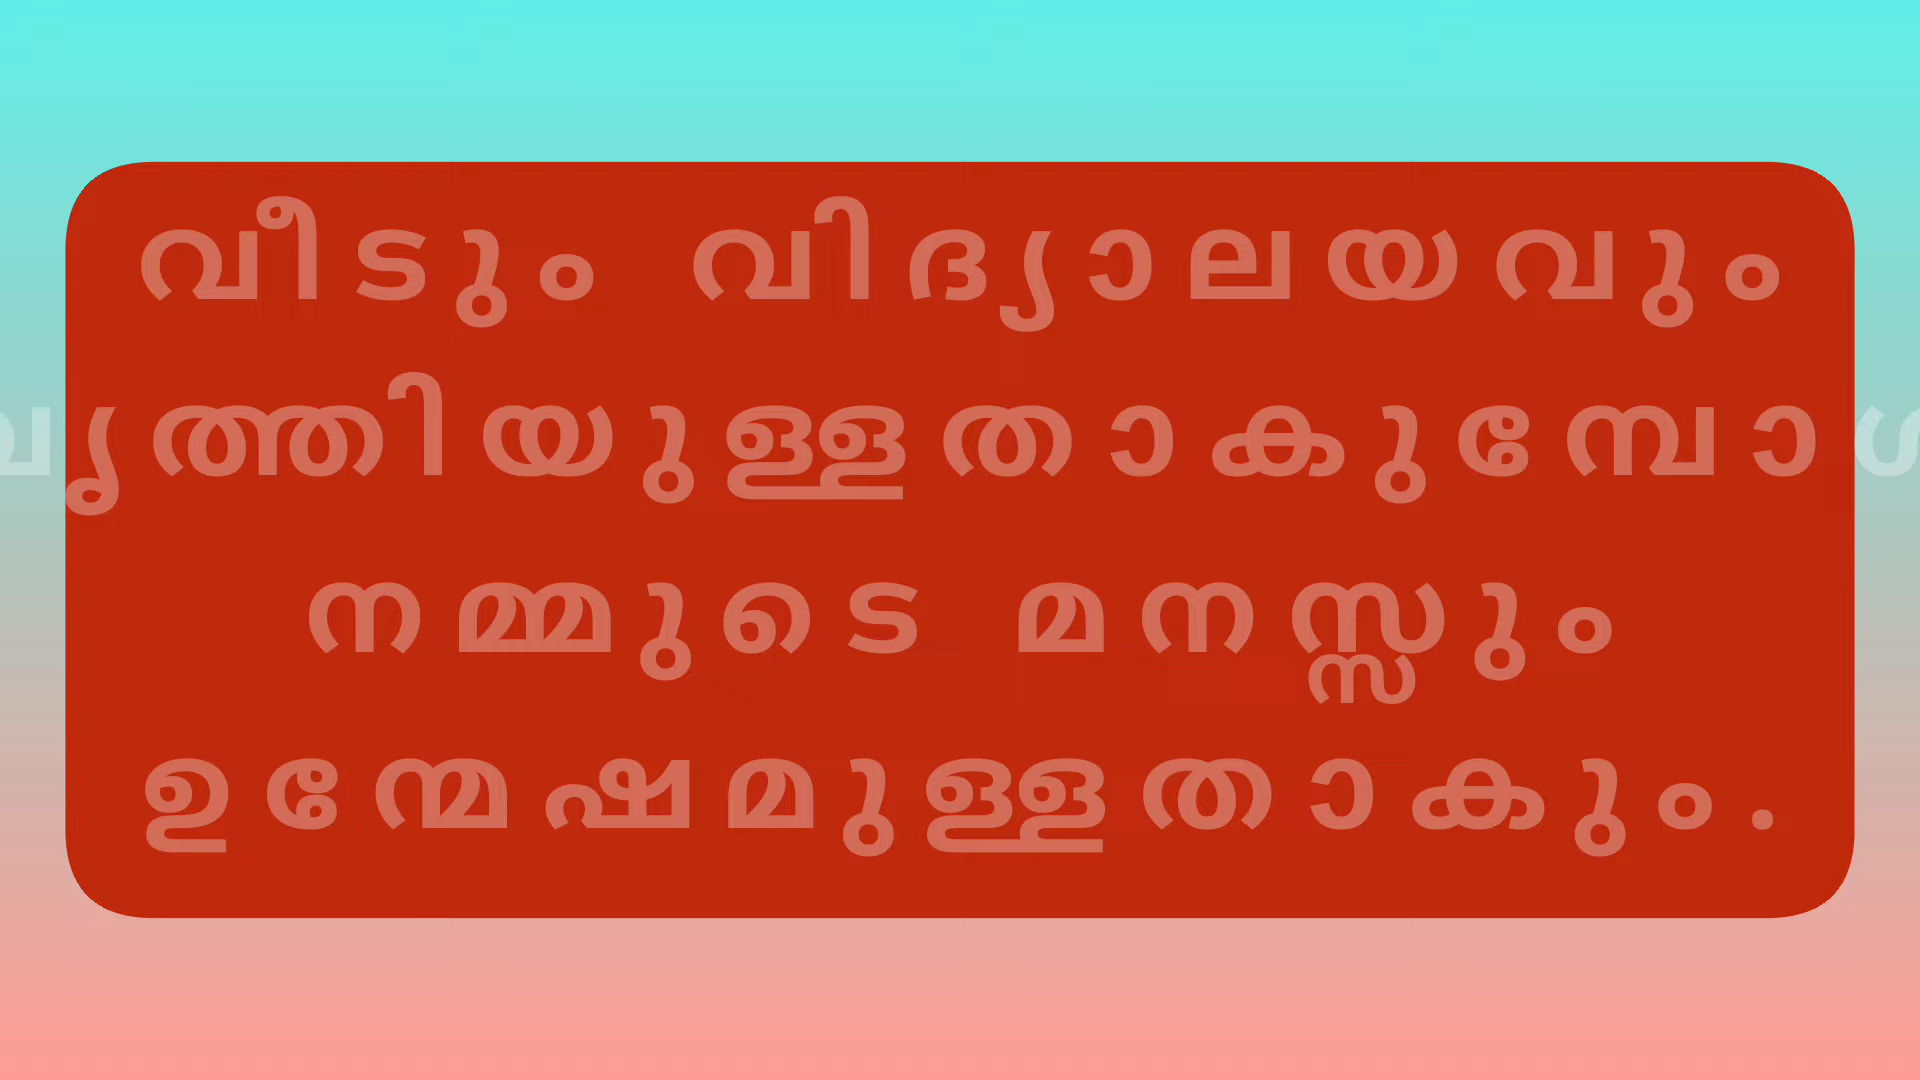 വീടും വിദ്യാലയവും
വൃത്തിയുള്ളതാകുമ്പോൾ
നമ്മുടെ മനസ്സും
ഉന്മേഷമുള്ളതാകും.